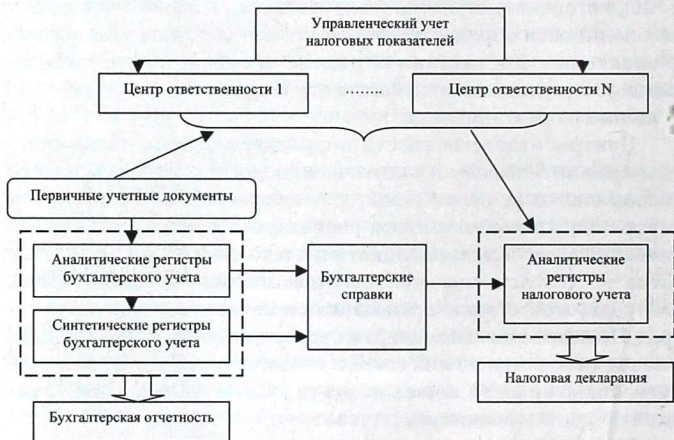 Управленческий учет
налоговых показателей
Центр ответственности 1
Центр ответственности N
Первичные учетные документы
Аналитические регистры
бухгалтерского учета
Бухгалтерские
справки
Аналитические
регистры
налогового учета
Синтетические регистры
бухгалтерского учета
Налоговая декларация
Бухгалтерская отчетность